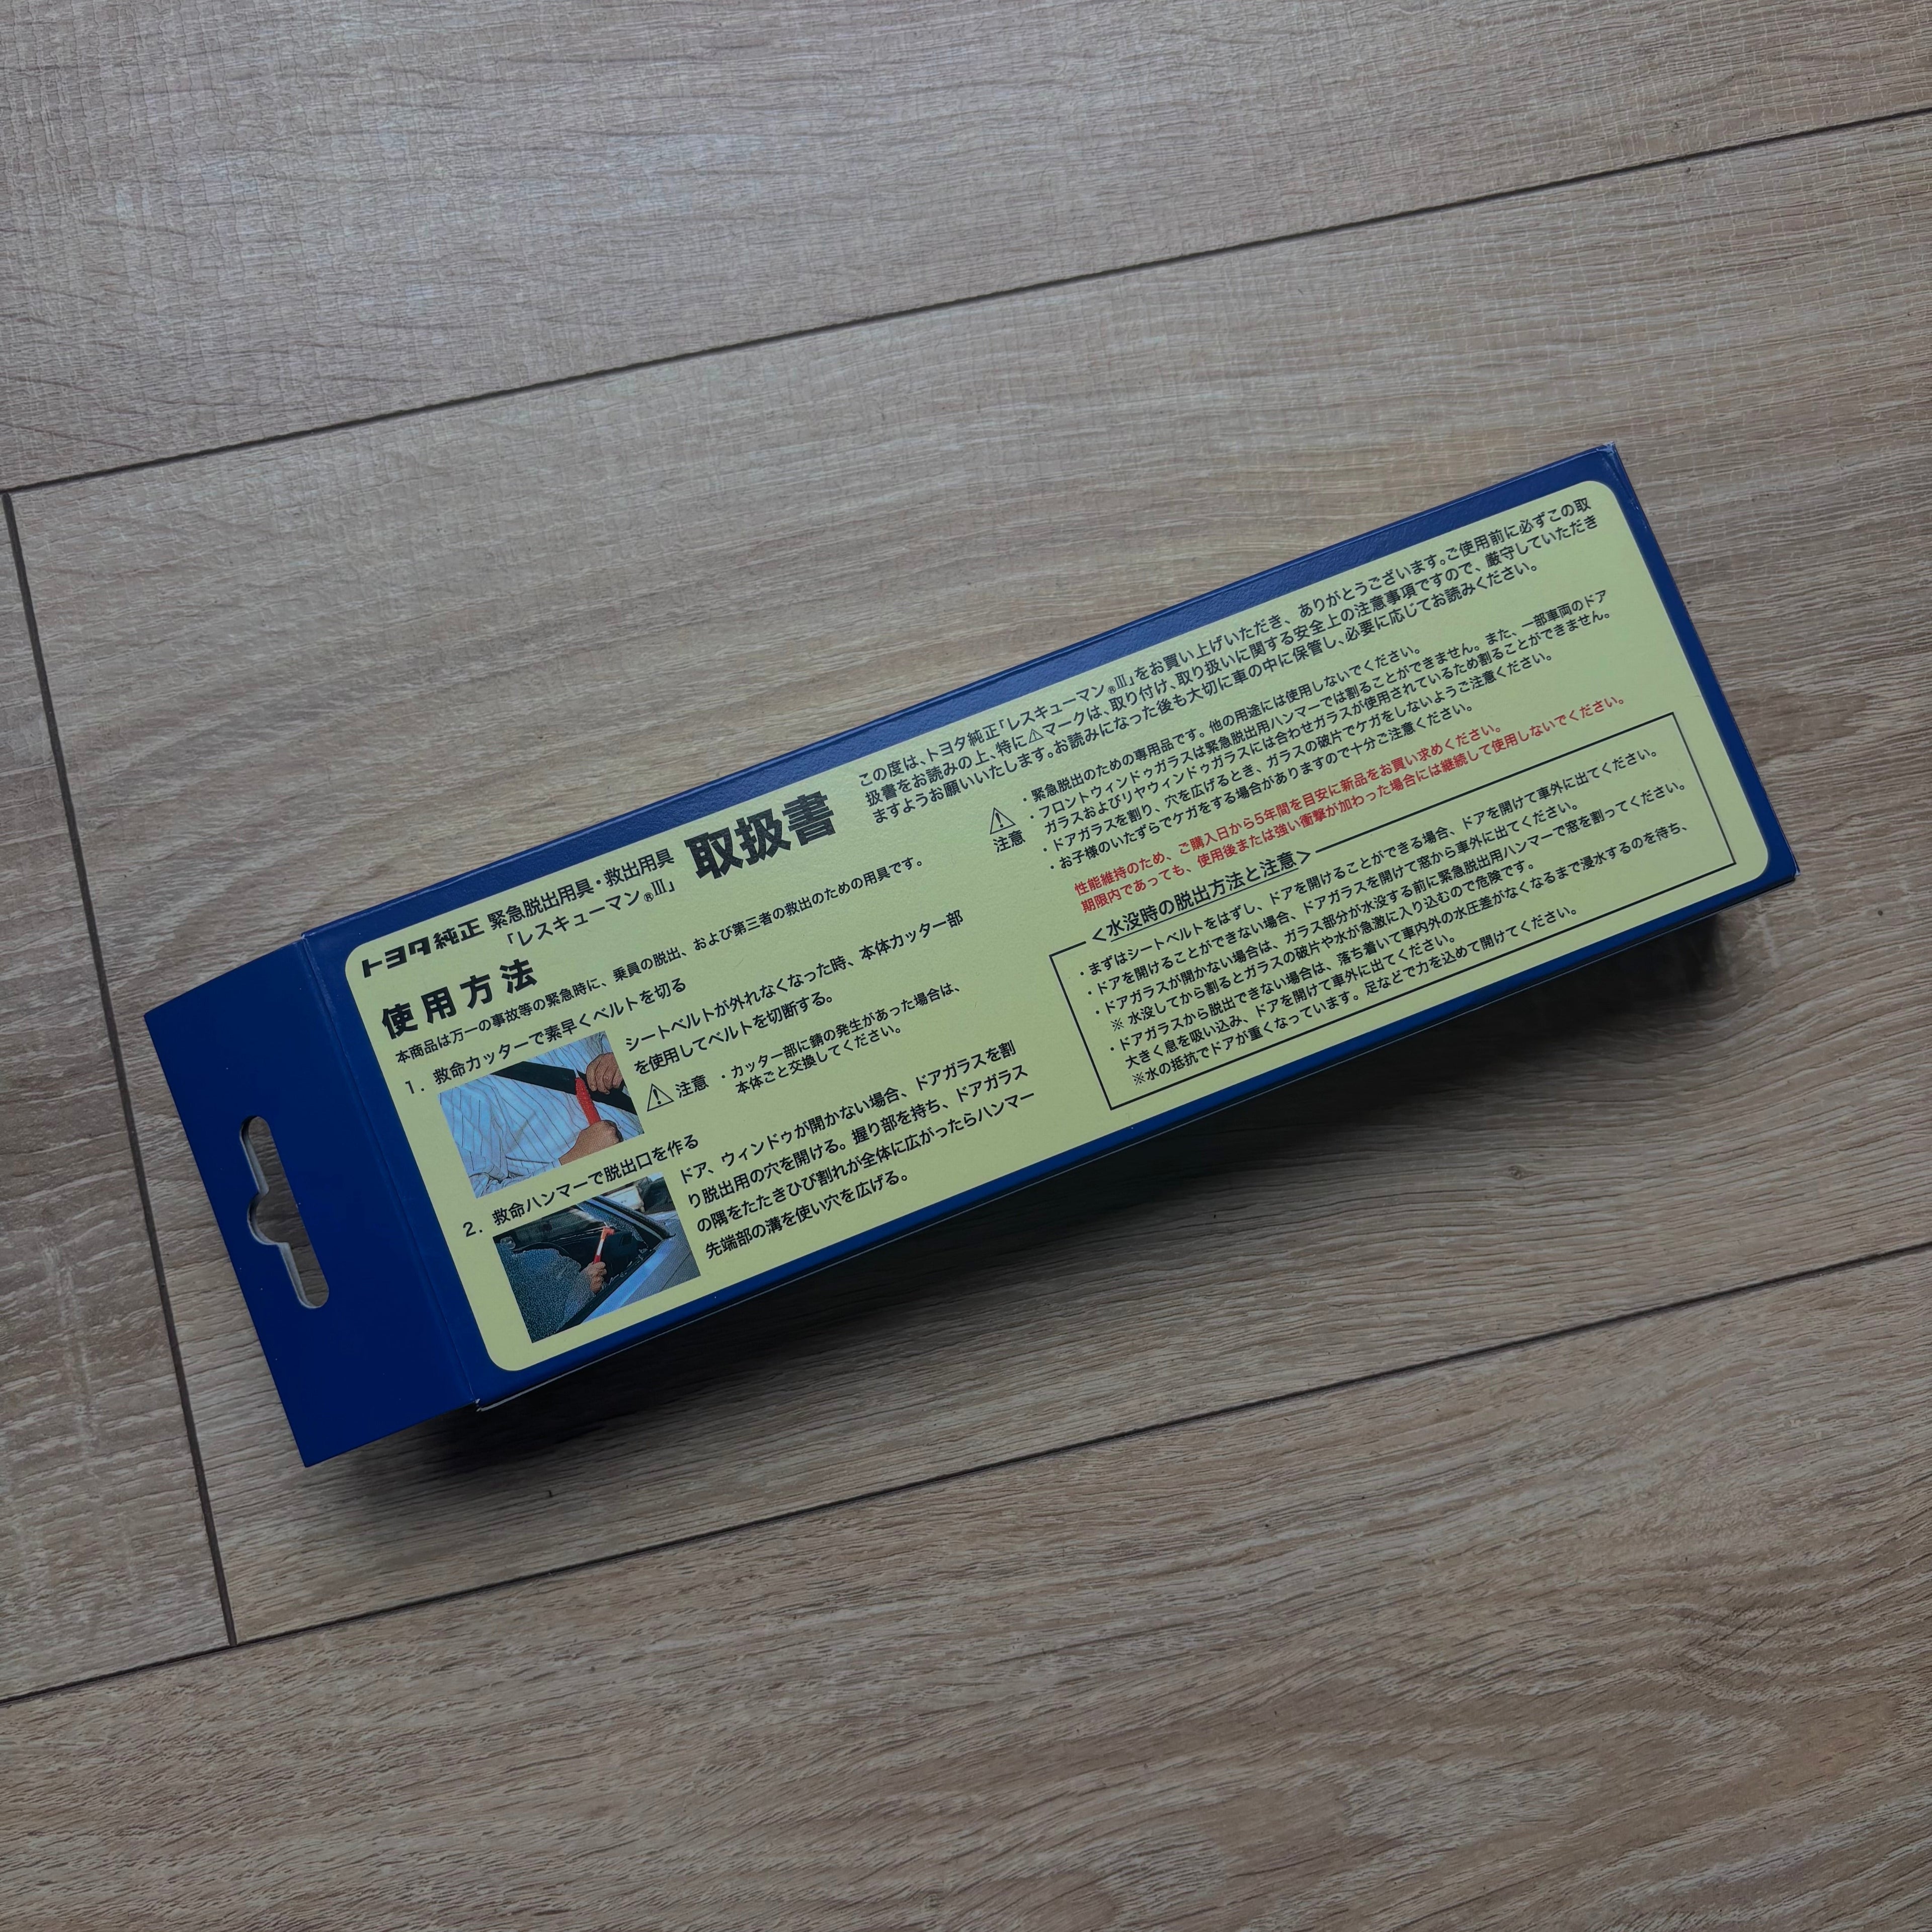 トヨタ純正 緊急脱出用具・救出用具
「レスキューマン®Ⅲ」
取扱書
使用方法
本商品は万一の事故等の緊急時に、乗員の脱出、および第三者の救出のための用具です。
1. 救命カッターで素早くベルトを切る
シートベルトが外れなくなった時、本体カッター部
を使用してベルトを切断する。
注意 ・カッター部に錆の発生があった場合は、
本体ごと交換してください。
2. 救命ハンマーで脱出口を作る
ドア、ウィンドゥが開かない場合、ドアガラスを割
り脱出用の穴を開ける。握り部を持ち、ドアガラス
の隅をたたきひび割れが全体に広がったらハンマー
先端部の溝を使い穴を広げる。
この度は、トヨタ純正「レスキューマン®Ⅲ」をお買い上げいただき、ありがとうございます。ご使用前に必ずこの取
扱書をお読みの上、特に⚠マークは、取り付け、取り扱いに関する安全上の注意事項ですので、厳守していただき
ますようお願いいたします。お読みになった後も大切に車の中に保管し、必要に応じてお読みください。
注意
・緊急脱出のための専用品です。他の用途には使用しないでください。
・フロントウィンドゥガラスは緊急脱出用ハンマーでは割ることができません。また、一部車両のドア
ガラスおよびリヤウィンドゥガラスには合わせガラスが使用されているため割ることができません。
・ドアガラスを割り、穴を広げるとき、ガラスの破片でケガをしないようご注意ください。
・お子様のいたずらでケガをする場合がありますので十分ご注意ください。
性能維持のため、ご購入日から5年間を目安に新品をお買い求めください。
期限内であっても、使用後または強い衝撃が加わった場合には継続して使用しないでください。
＜水没時の脱出方法と注意＞
・まずはシートベルトをはずし、ドアを開けることができる場合、ドアを開けて車外に出てください。
・ドアを開けることができない場合、ドアガラスを開けて窓から車外に出てください。
・ドアガラスが開かない場合は、ガラス部分が水没する前に緊急脱出用ハンマーで窓を割ってください。
※ 水没してから割るとガラスの破片や水が急激に入り込むので危険です。
・ドアガラスから脱出できない場合は、落ち着いて車内外の水圧差がなくなるまで浸水するのを待ち、
大きく息を吸い込み、ドアを開けて車外に出てください。
※水の抵抗でドアが重くなっています。足などで力を込めて開けてください。